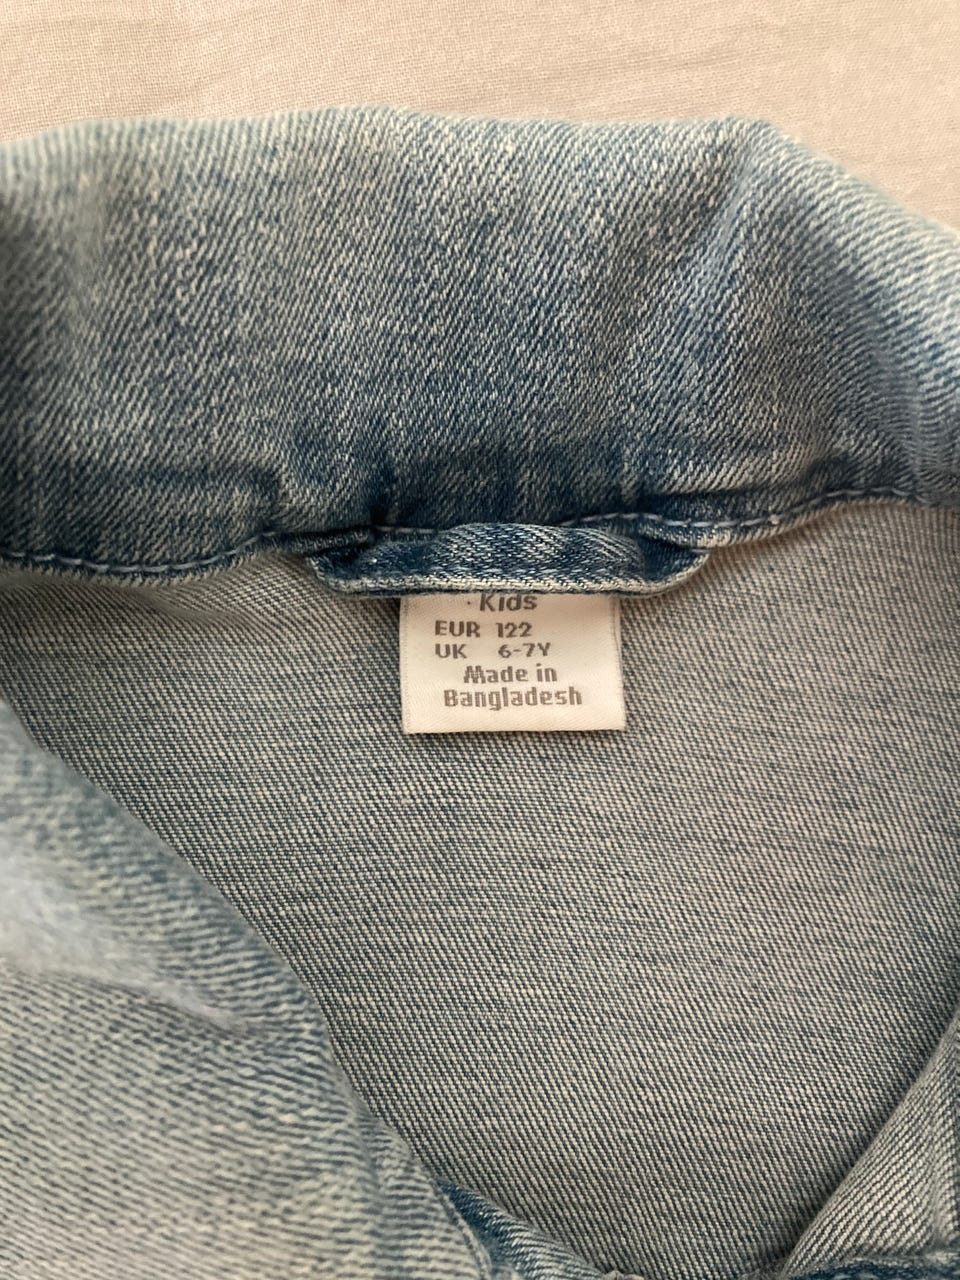 · Kids
EUR 122
UK 6-7Y
Made in
Bangladesh